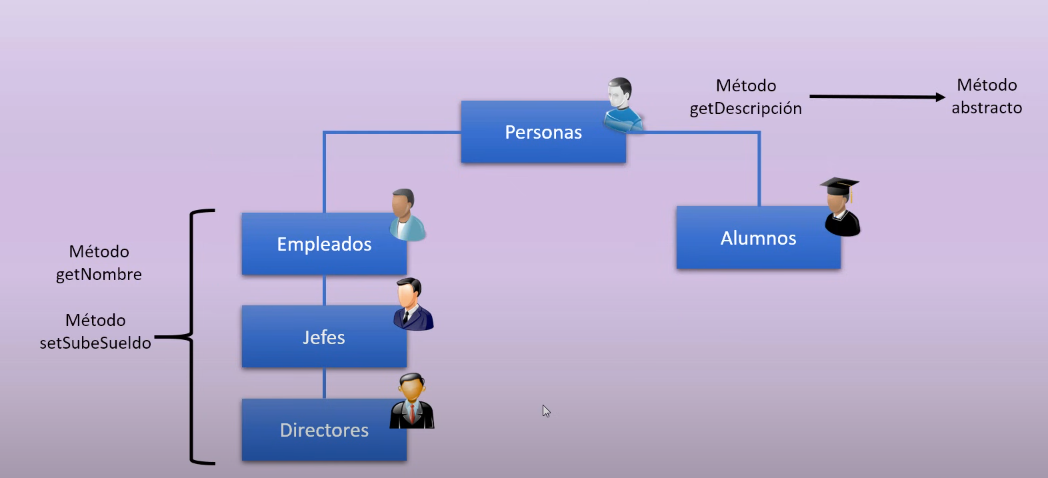 Método
getDescripción
Método
abstracto
Personas
Empleados
Alumnos
Método
getNombre
Método
setSubeSueldo
Jefes
Directores